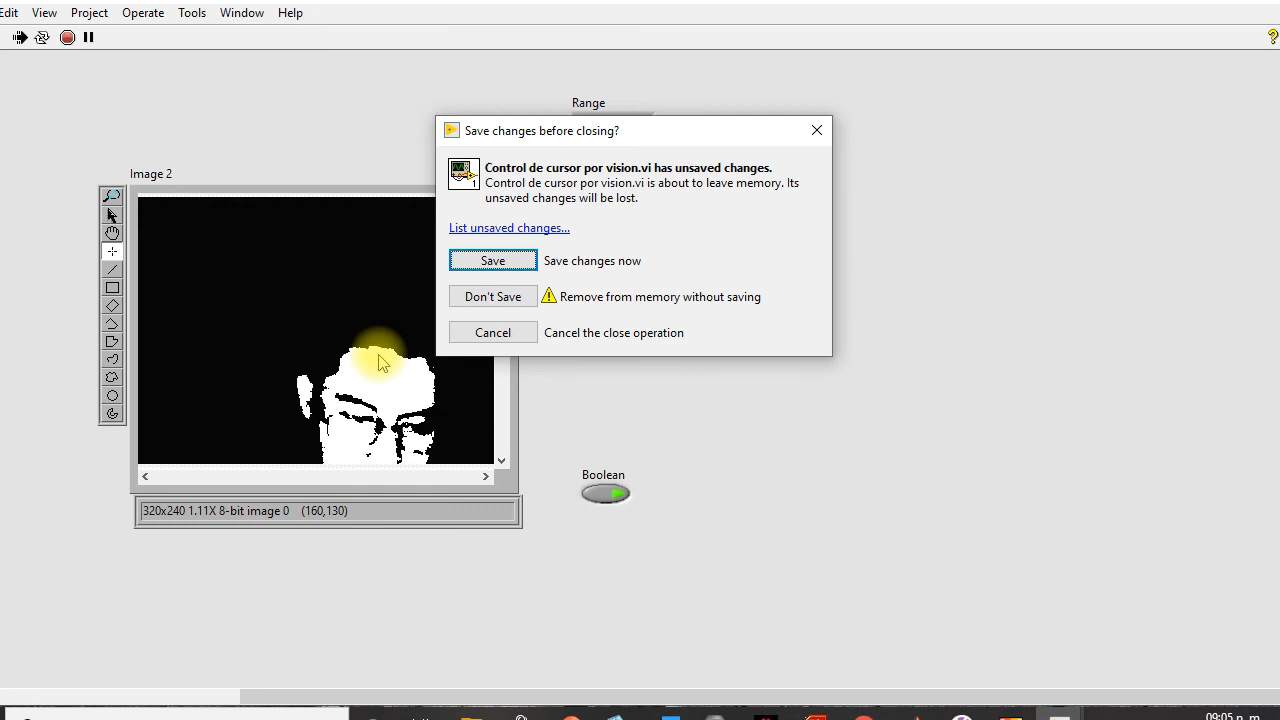 Edit View Project Operate Tools Window Help
Range
Save changes before closing?
Image 2
Control de cursor por vision.vi has unsaved changes.
Control de cursor por vision.vi is about to leave memory. Its
unsaved changes will be lost.
List unsaved changes...
Save Save changes now
Don't Save Remove from memory without saving
Cancel Cancel the close operation
Boolean
320x240 1.11X 8-bit image 0 (160,130)
09:05 p. m.